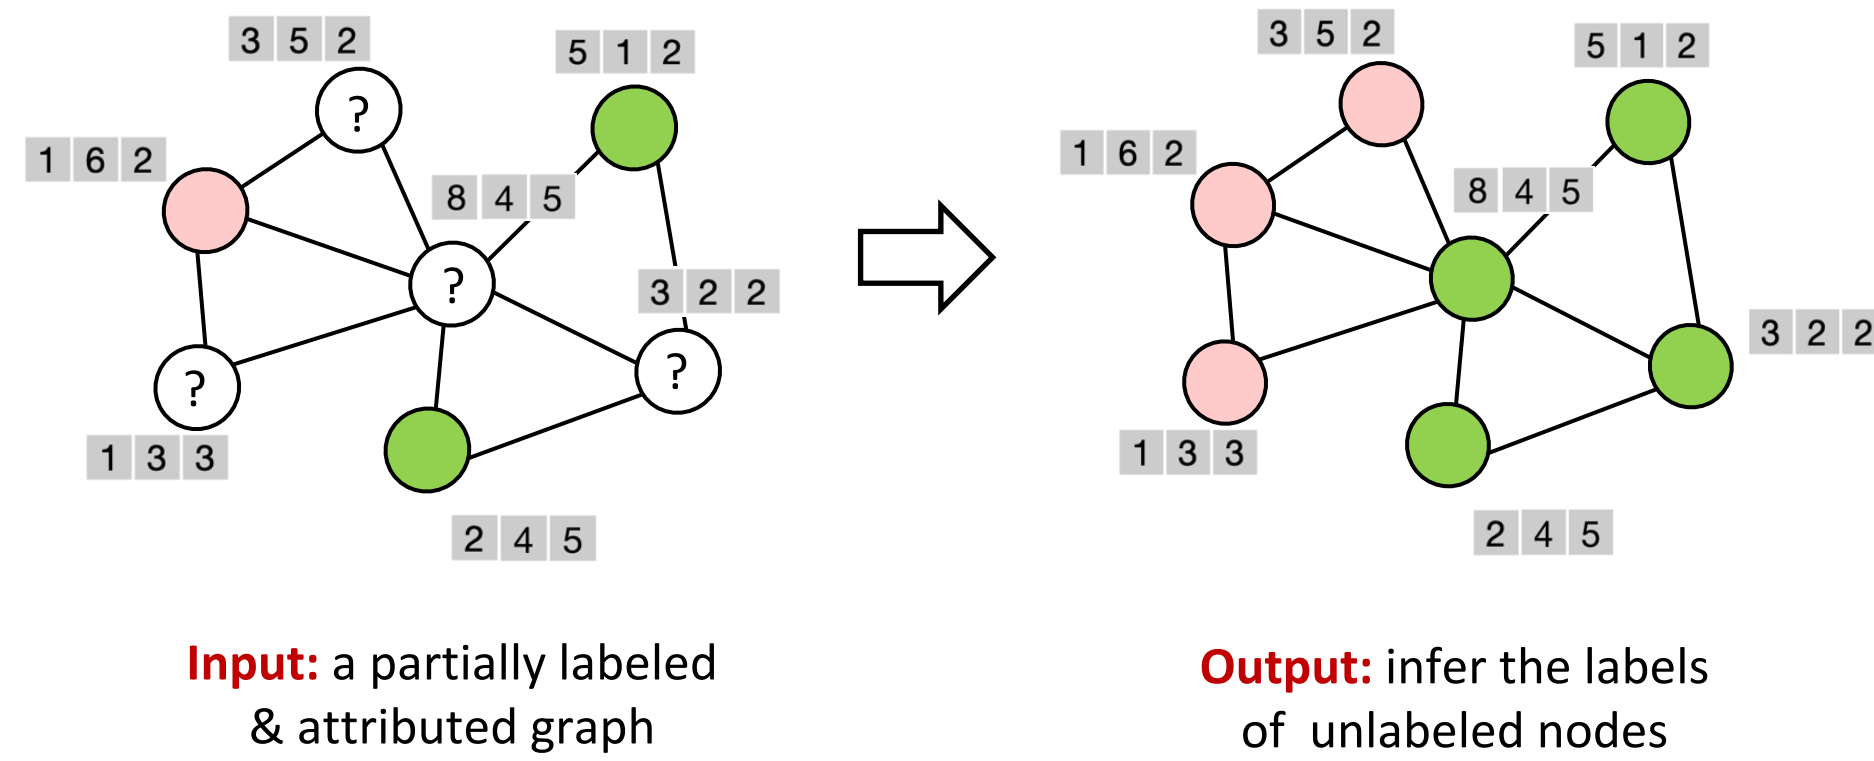 3 5 2
5 1 2
?
1 6 2
8 4 5
?
3 2 2
?
?
1 3 3
2 4 5
Input: a partially labeled
& attributed graph
3 5 2
5 1 2
1 6 2
8 4 5
3 2 2
1 3 3
2 4 5
Output: infer the labels
of unlabeled nodes